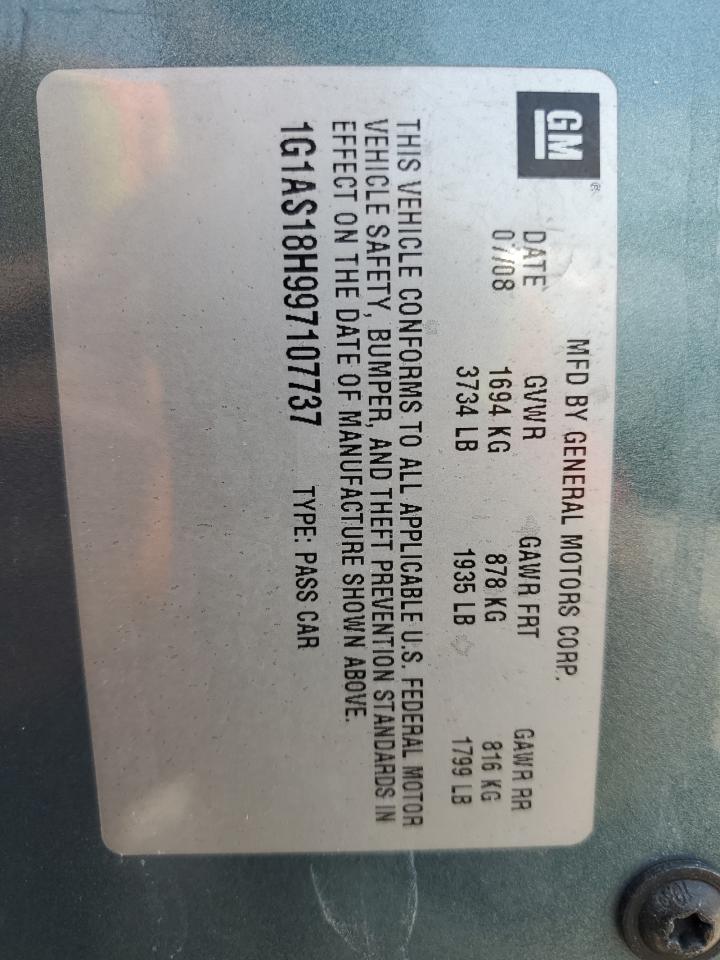 GM ®
MFD BY GENERAL MOTORS CORP.
DATE GVWR GAWR FRT GAWR RR
07/08 1694 KG 878 KG 816 KG
3734 LB 1935 LB 1799 LB
THIS VEHICLE CONFORMS TO ALL APPLICABLE U.S. FEDERAL MOTOR
VEHICLE SAFETY, BUMPER, AND THEFT PREVENTION STANDARDS IN
EFFECT ON THE DATE OF MANUFACTURE SHOWN ABOVE.
1G1AS18H997107737 TYPE: PASS CAR